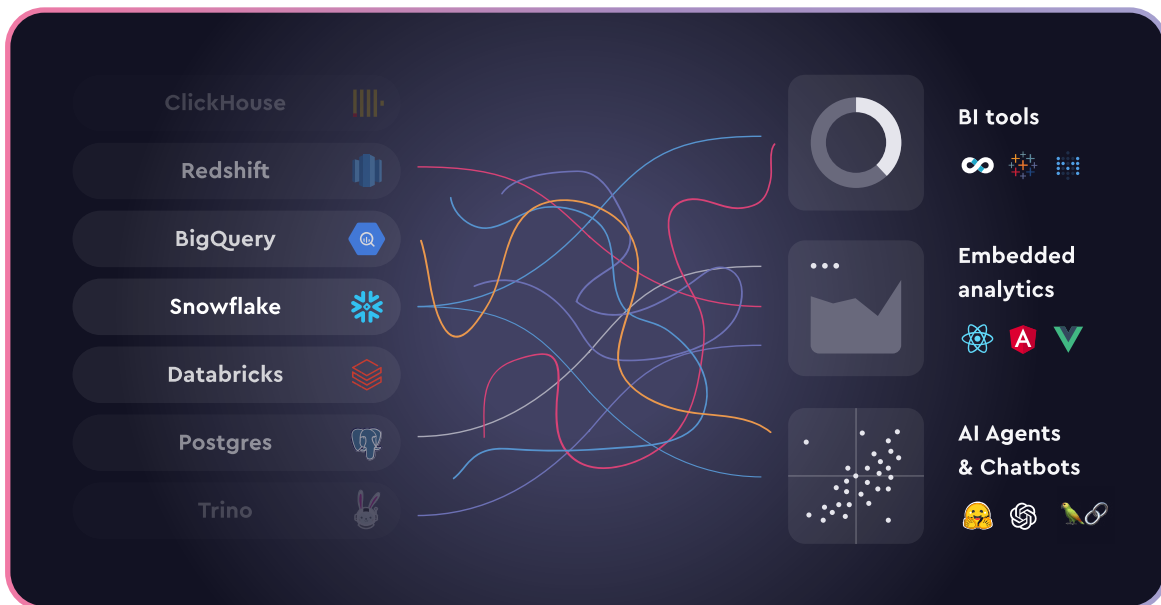 ClickHouse
Redshift
BigQuery
Snowflake
Databricks
Postgres
Trino
BI tools
Embedded
analytics
A
AI Agents
& Chatbots